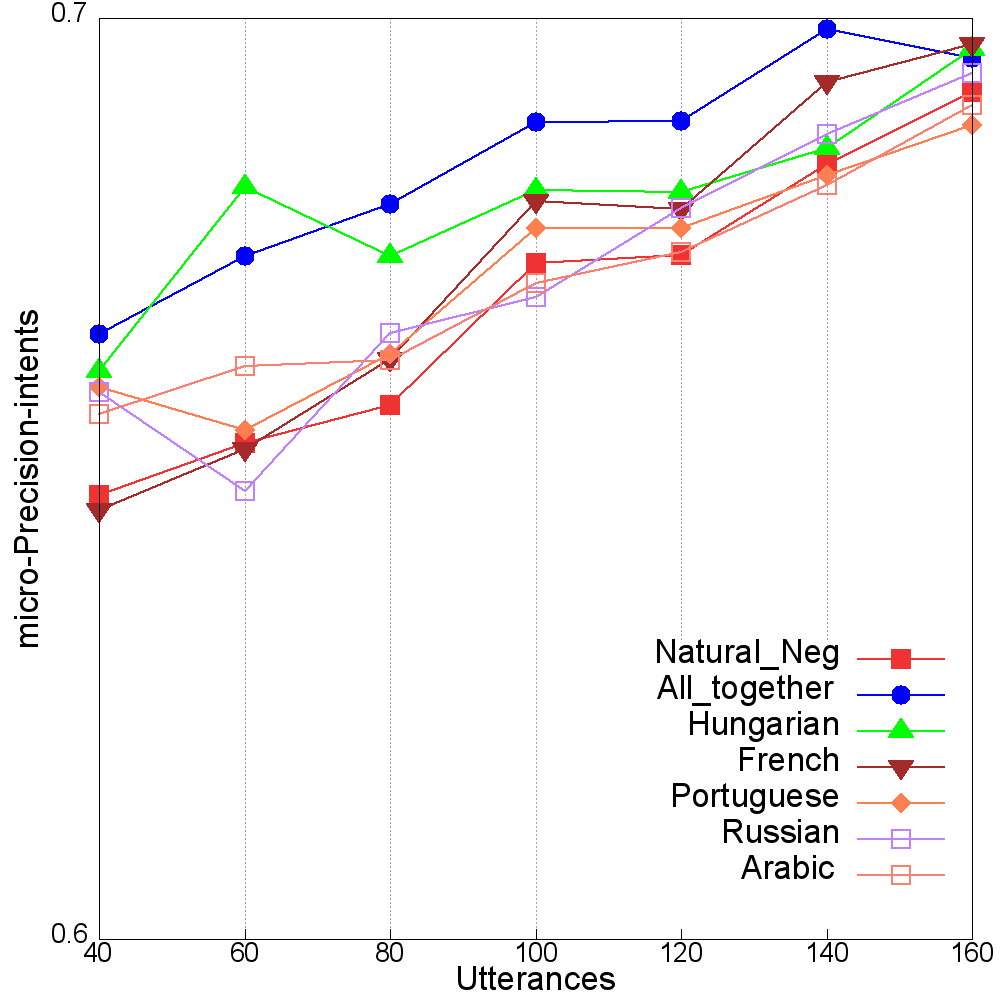 0.7
micro-Precision-intents
Natural_Neg
All_together
Hungarian
French
Portuguese
Russian
Arabic
0.6
40 60 80 100 120 140 160
Utterances